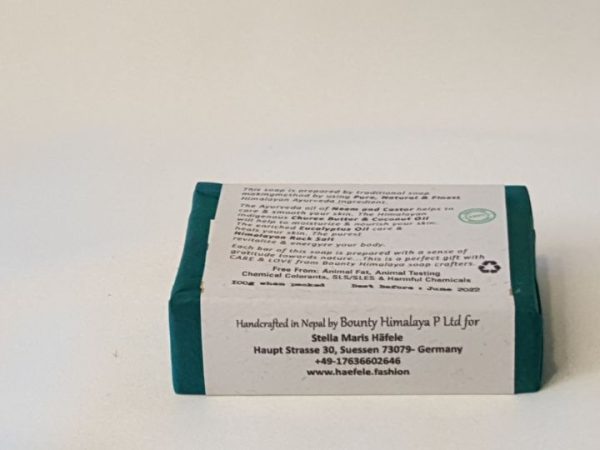 This soap is prepared by traditional soap
makingmethod by using Pure, Natural & Finest
Himalayan Ayurveda ingredient.
The Ayurveda oil of Neem and Castor helps to
care & smooth your skin. The Himalayan
indigenous Churee Butter & Coconut Oil
will help to moisturize & nourish your skin.
The enriched Eucalyptus Oil care &
heals your skin. The purest
Himalayan Rock Salt
revitalize & energyze your body.
Each bar of this soap is prepared with a sense of
gratitude towards nature...This is a perfect gift with
CARE & LOVE from Bounty Himalaya soap crafters.
Free From: Animal Fat, Animal Testing
Chemical Colorants, SLS/SLES & Harmful Chemicals
100g when packed Best before : June 2022
Handcrafted in Nepal by Bounty Himalaya P Ltd for
Stella Maris Häfele
Haupt Strasse 30, Suessen 73079- Germany
+49-17636602646
www.haefele.fashion